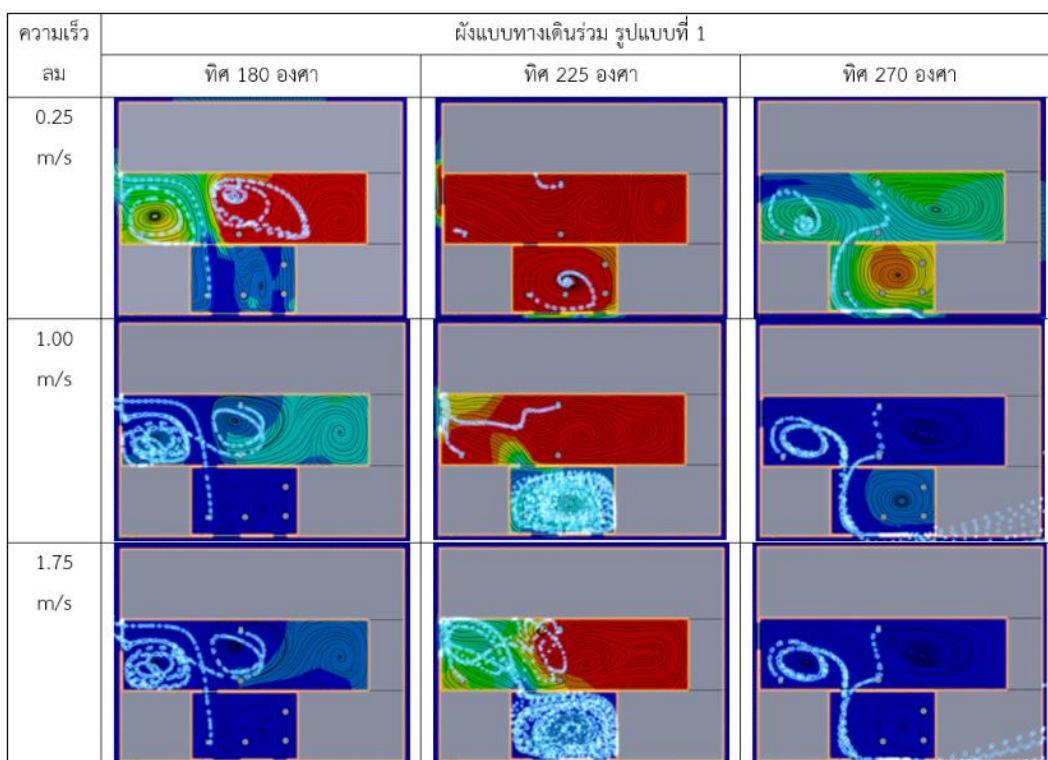 ความเร็ว
ลม
ผังแบบทางเดินร่วม รูปแบบที่ 1
ทิศ 180 องศา
ทิศ 225 องศา
ทิศ 270 องศา
0.25
m/s
1.00
m/s
1.75
m/s